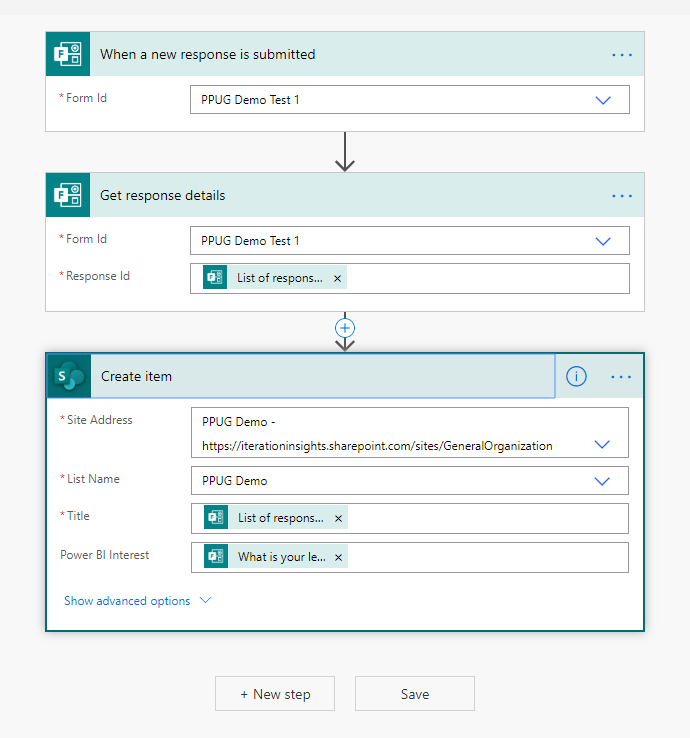 When a new response is submitted
...
* Form Id
PPUG Demo Test 1
Get response details
...
* Form Id
PPUG Demo Test 1
* Response Id
List of respons... ×
+
S
Create item
i
...
* Site Address
PPUG Demo -
https://iterationinsights.sharepoint.com/sites/GeneralOrganization
* List Name
PPUG Demo
* Title
List of respons... ×
Power BI Interest
What is your le... ×
Show advanced options
+ New step
Save